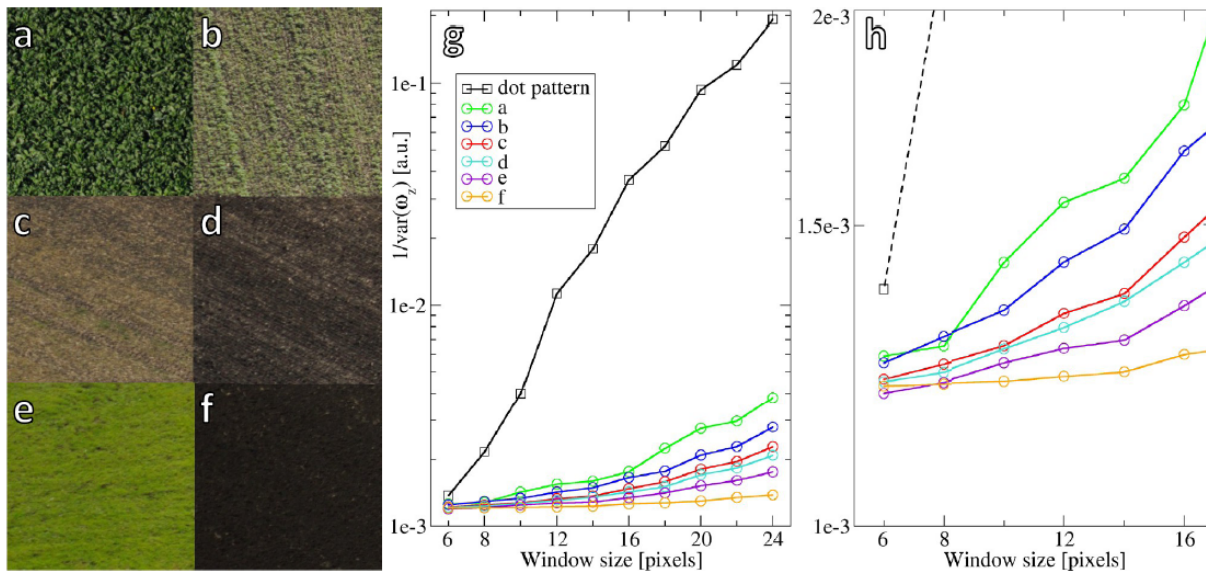 a
b
c
d
e
f
g
1e-1
1e-2
1e-3
1/var(ω_z) [a.u.]
dot pattern
a
b
c
d
e
f
6 8 12 16 20 24
Window size [pixels]
h
2e-3
1.5e-3
1e-3
6 8 12 16
Window size [pixels]